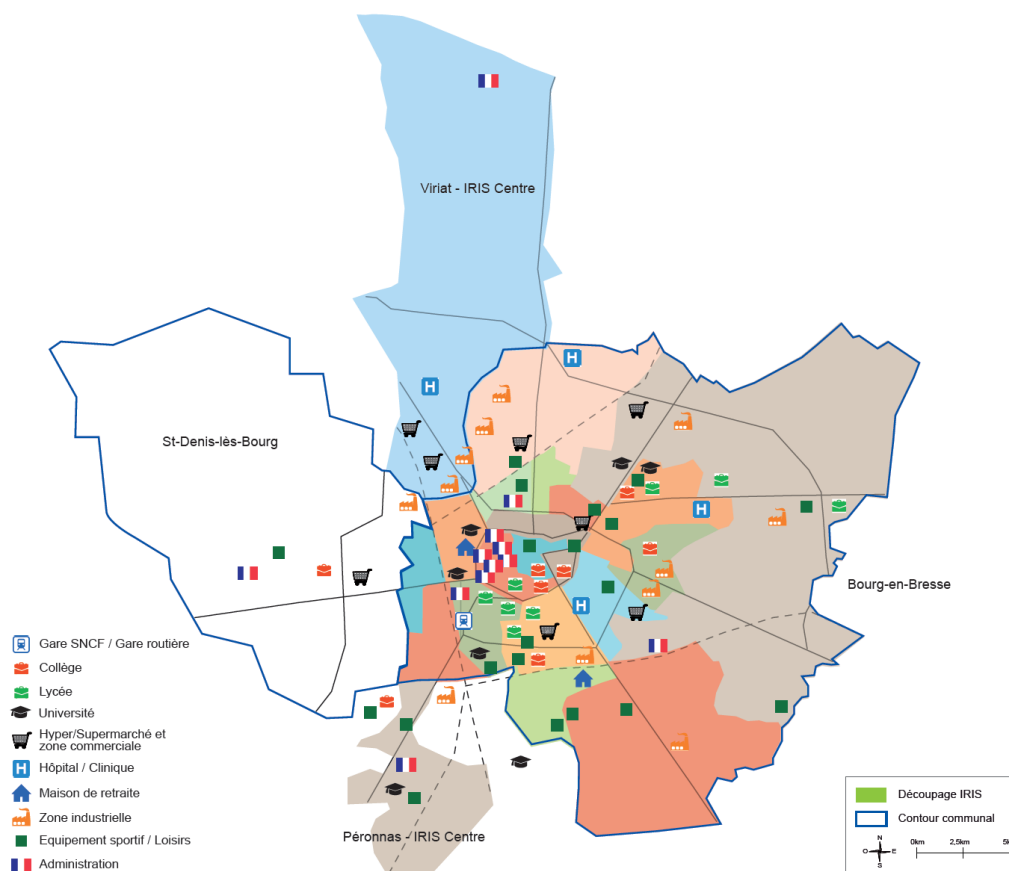 Viriat - IRIS Centre
St-Denis-lès-Bourg
Bourg-en-Bresse
Péronnas - IRIS Centre
Gare SNCF / Gare routière
Collège
Lycée
Université
Hyper/Supermarché et
zone commerciale
H Hôpital / Clinique
Maison de retraite
Zone industrielle
Equipement sportif / Loisirs
Administration
Découpage IRIS
Contour communal
N
O E
S
0km 2,5km 5k
H
H
H
H